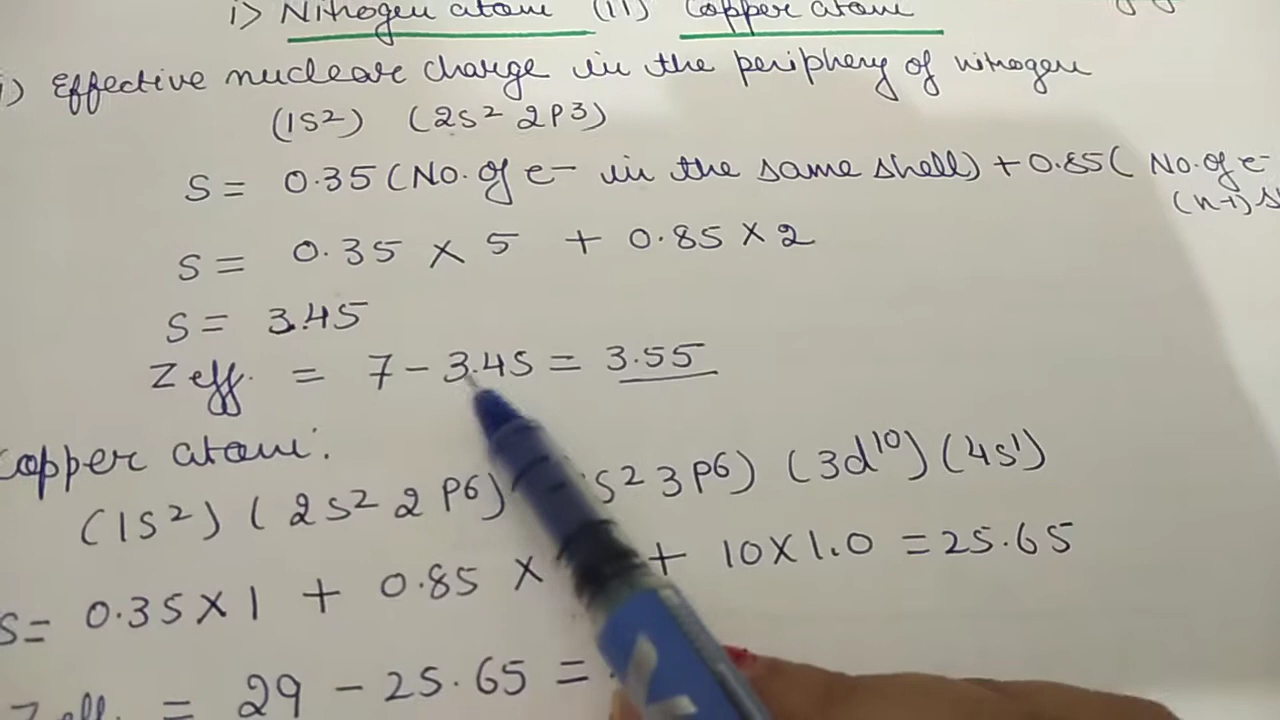 i> Nitrogen atom (ii) Copper atom
i) Effective nuclear charge in the periphery of nitrogen
(1s2) (2s2 2p3)
S = 0.35 (No. of e- in the same shell) + 0.85 ( No. of e-
(n-1) s
S = 0.35 × 5 + 0.85 × 2
S = 3.45
Zeff. = 7 - 3.45 = 3.55
Copper atom:
(1s2) (2s2 2p6) s2 3p6) (3d10) (4s1)
S = 0.35 × 1 + 0.85 × + 10 × 1.0 = 25.65
Zeff. = 29 - 25.65 =